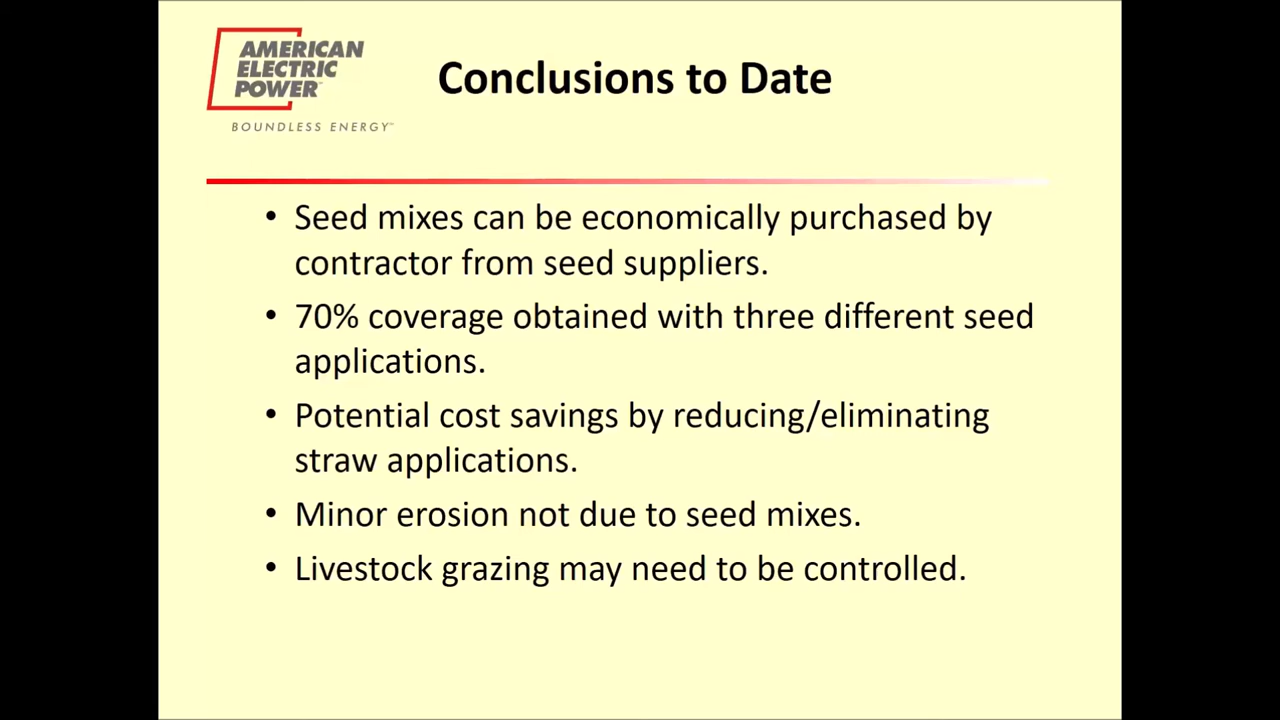 AMERICAN
ELECTRIC
POWER™
BOUNDLESS ENERGY™
Conclusions to Date
• Seed mixes can be economically purchased by
contractor from seed suppliers.
• 70% coverage obtained with three different seed
applications.
• Potential cost savings by reducing/eliminating
straw applications.
• Minor erosion not due to seed mixes.
• Livestock grazing may need to be controlled.